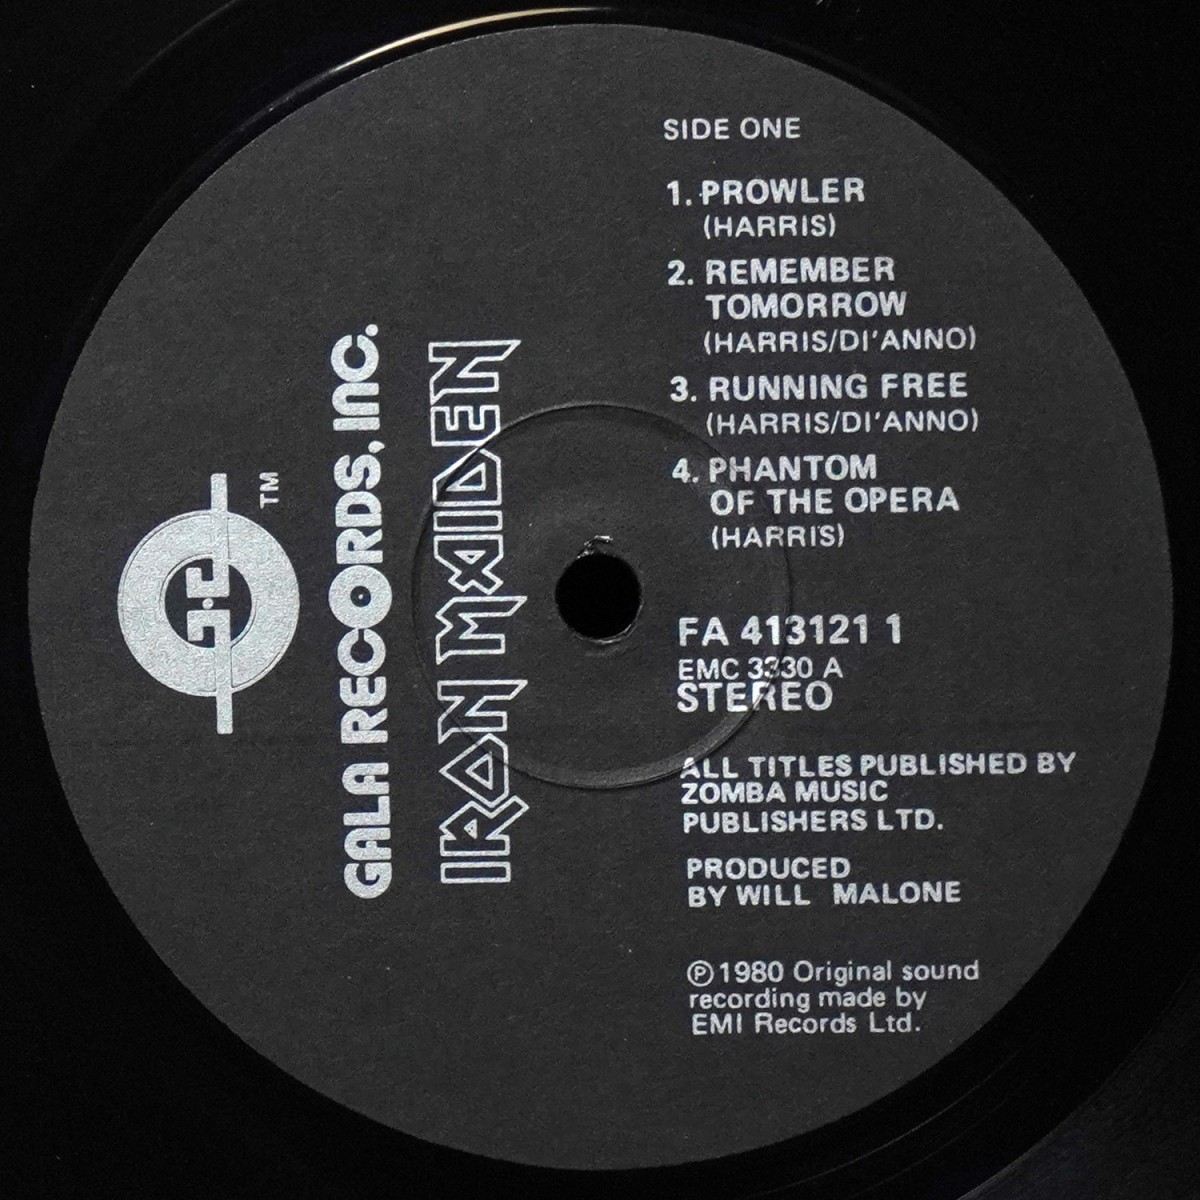 SIDE ONE
1. PROWLER
(HARRIS)
2. REMEMBER
TOMORROW
(HARRIS/DI'ANNO)
3. RUNNING FREE
(HARRIS/DI'ANNO)
4. PHANTOM
OF THE OPERA
(HARRIS)
FA 413121 1
EMC 3330 A
STEREO
ALL TITLES PUBLISHED BY
ZOMBA MUSIC
PUBLISHERS LTD.
PRODUCED
BY WILL MALONE
℗ 1980 Original sound
recording made by
EMI Records Ltd.
G·L
TM
GALA RECORDS, INC.
IRON MAIDEN